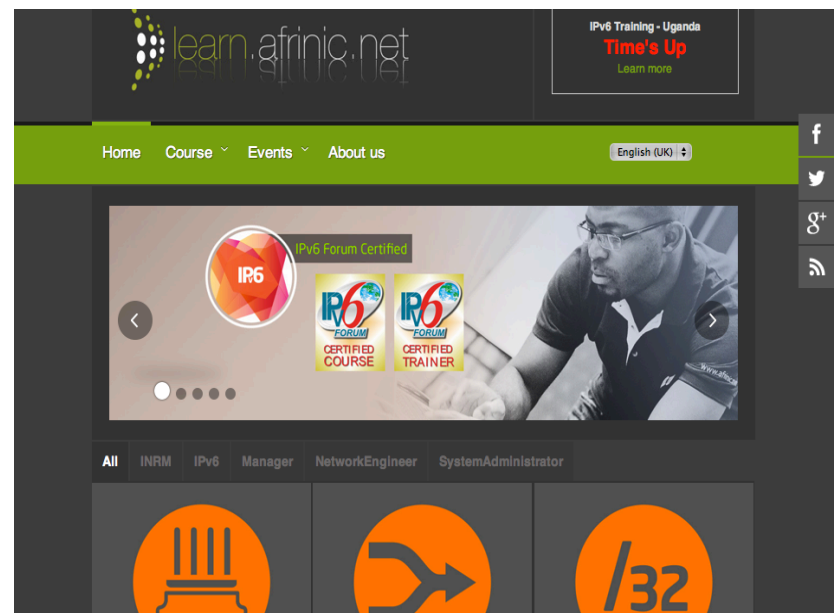 learn.afrinic.net
IPv6 Training - Uganda
Time's Up
Learn more
Home Course Events About us
English (UK)
IPv6 Forum Certified
IPv6
IPv6
FORUM
CERTIFIED
COURSE
IPv6
FORUM
CERTIFIED
TRAINER
All INRM IPv6 Manager NetworkEngineer SystemAdministrator
/32